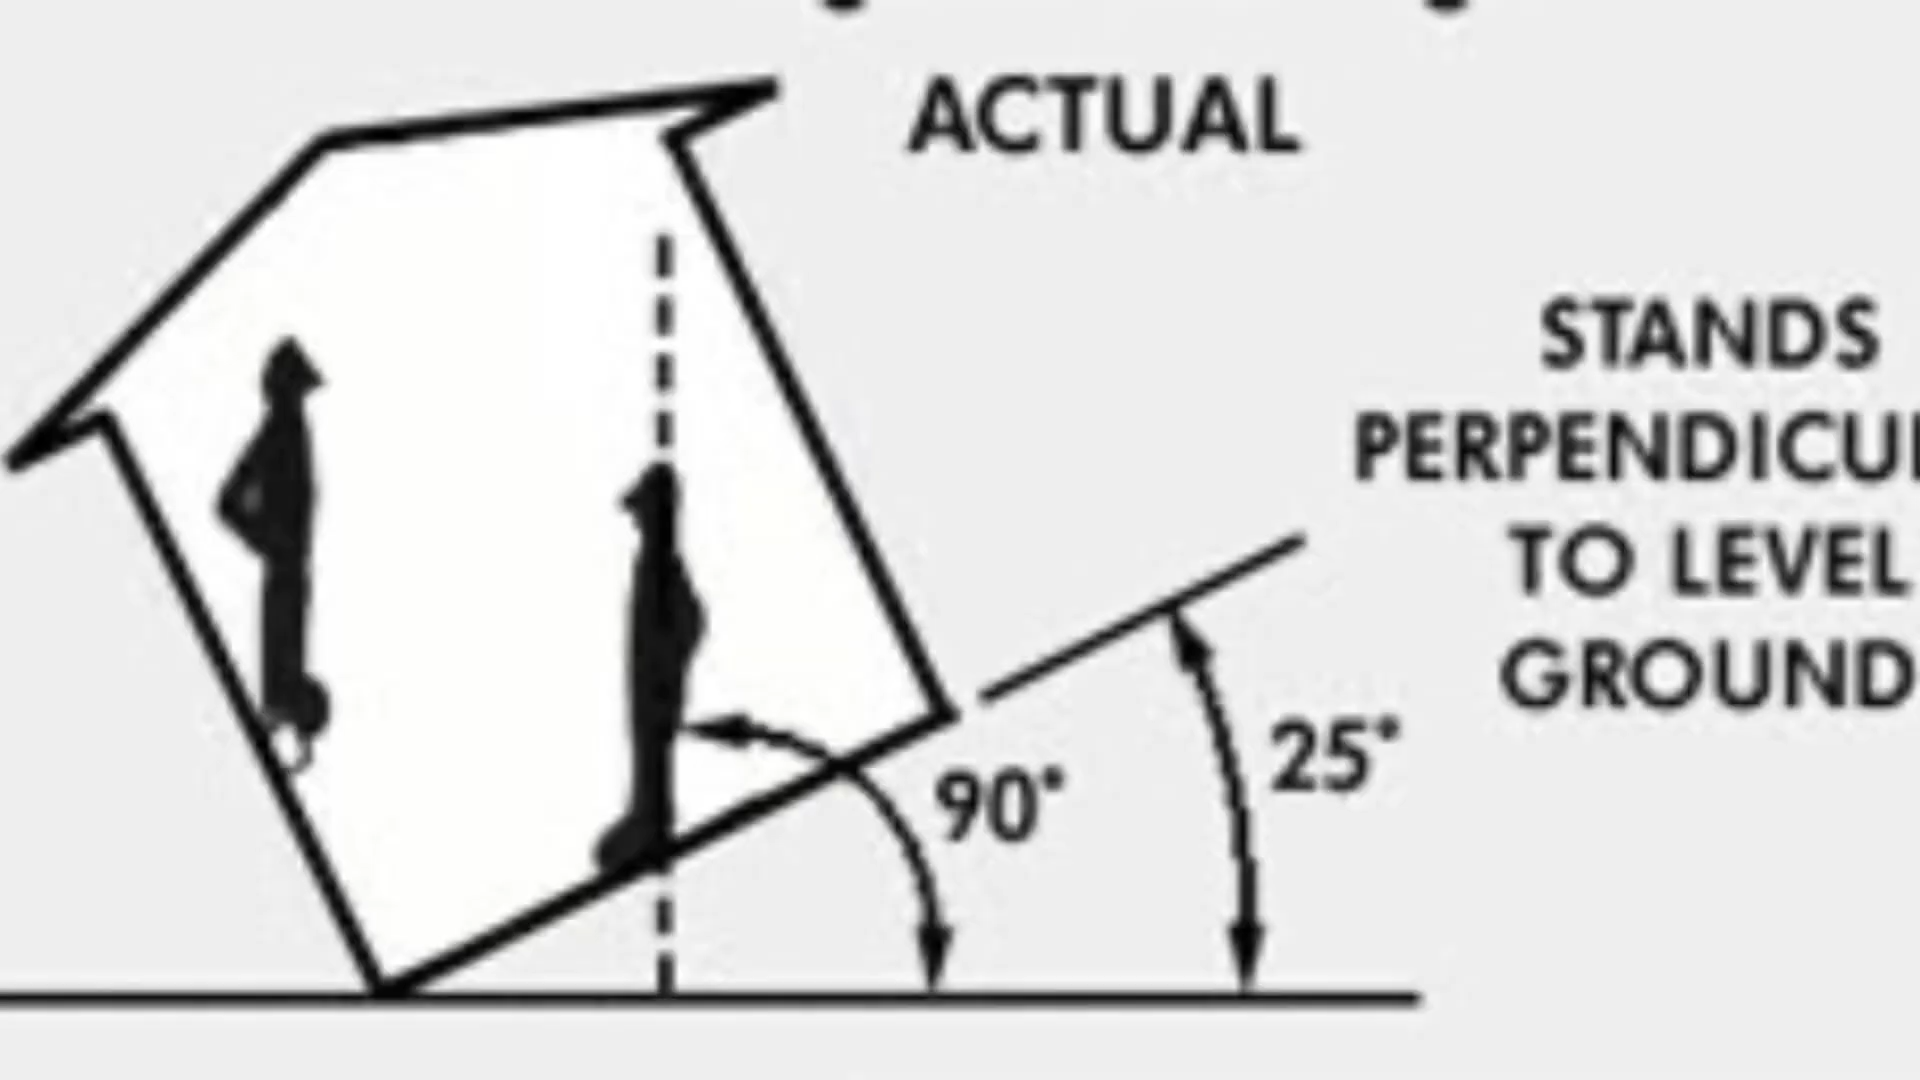 ACTUAL
STANDS
TO LEVEL
GROUND
25°
90°